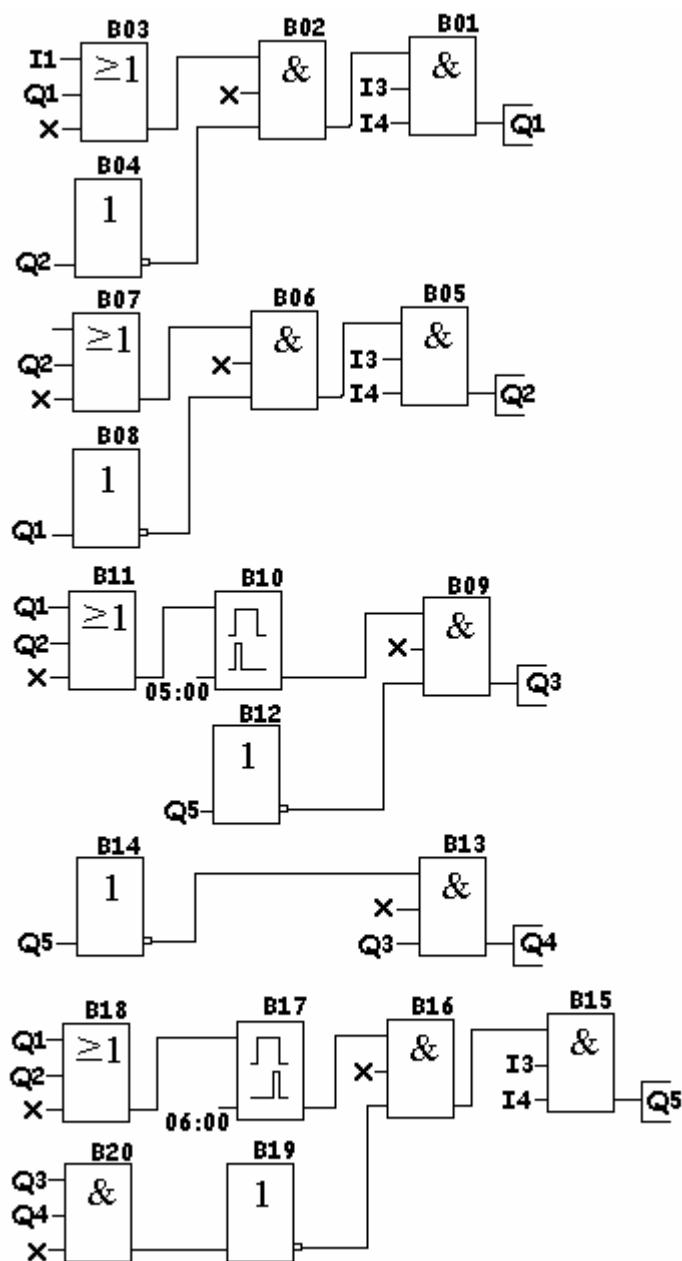 B03 B02 B01
I1 ≥1 & &
Q1 × I3
× I4 Q1
B04
1
Q2
B07 B06 B05
≥1 & &
Q2 × I3
× I4 Q2
B08
1
Q1
B11 B10 B09
Q1 ≥1 &
Q2 ×
× 05:00 Q3
B12
1
Q5
B14 B13
1 &
×
Q5 Q3 Q4
B18 B17 B16 B15
Q1 ≥1 & &
Q2 × I3
× 06:00 I4 Q5
B20 B19
Q3 & 1
Q4
×